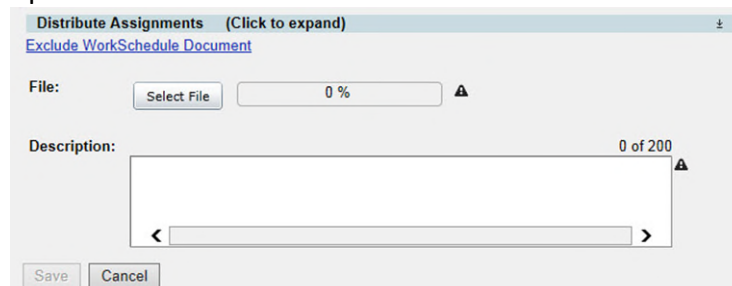 Distribute Assignments (Click to expand)
Exclude WorkSchedule Document
File: Select File 0 %
Description: 0 of 200
Save Cancel